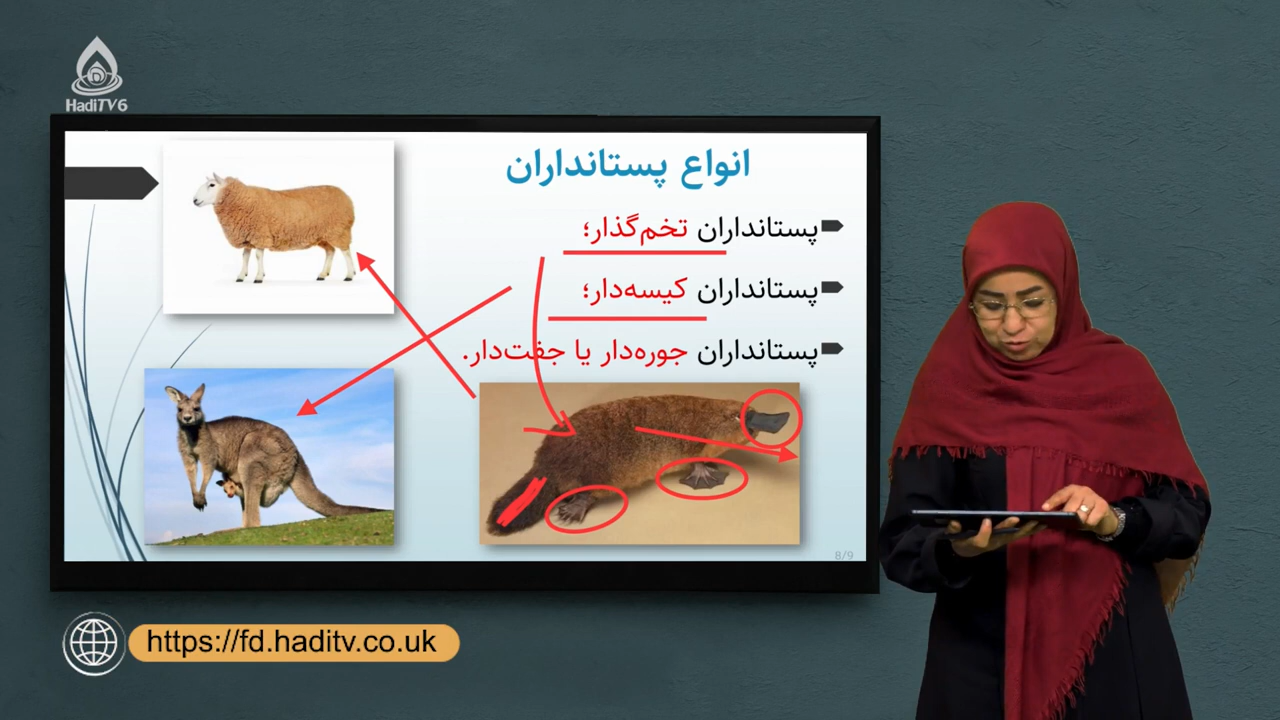 HadiTV6
انواع پستانداران
پستانداران تخم‌گذار؛
پستانداران کیسه‌دار؛
پستانداران جوره‌دار یا جفت‌دار.
8/9
https://fd.haditv.co.uk